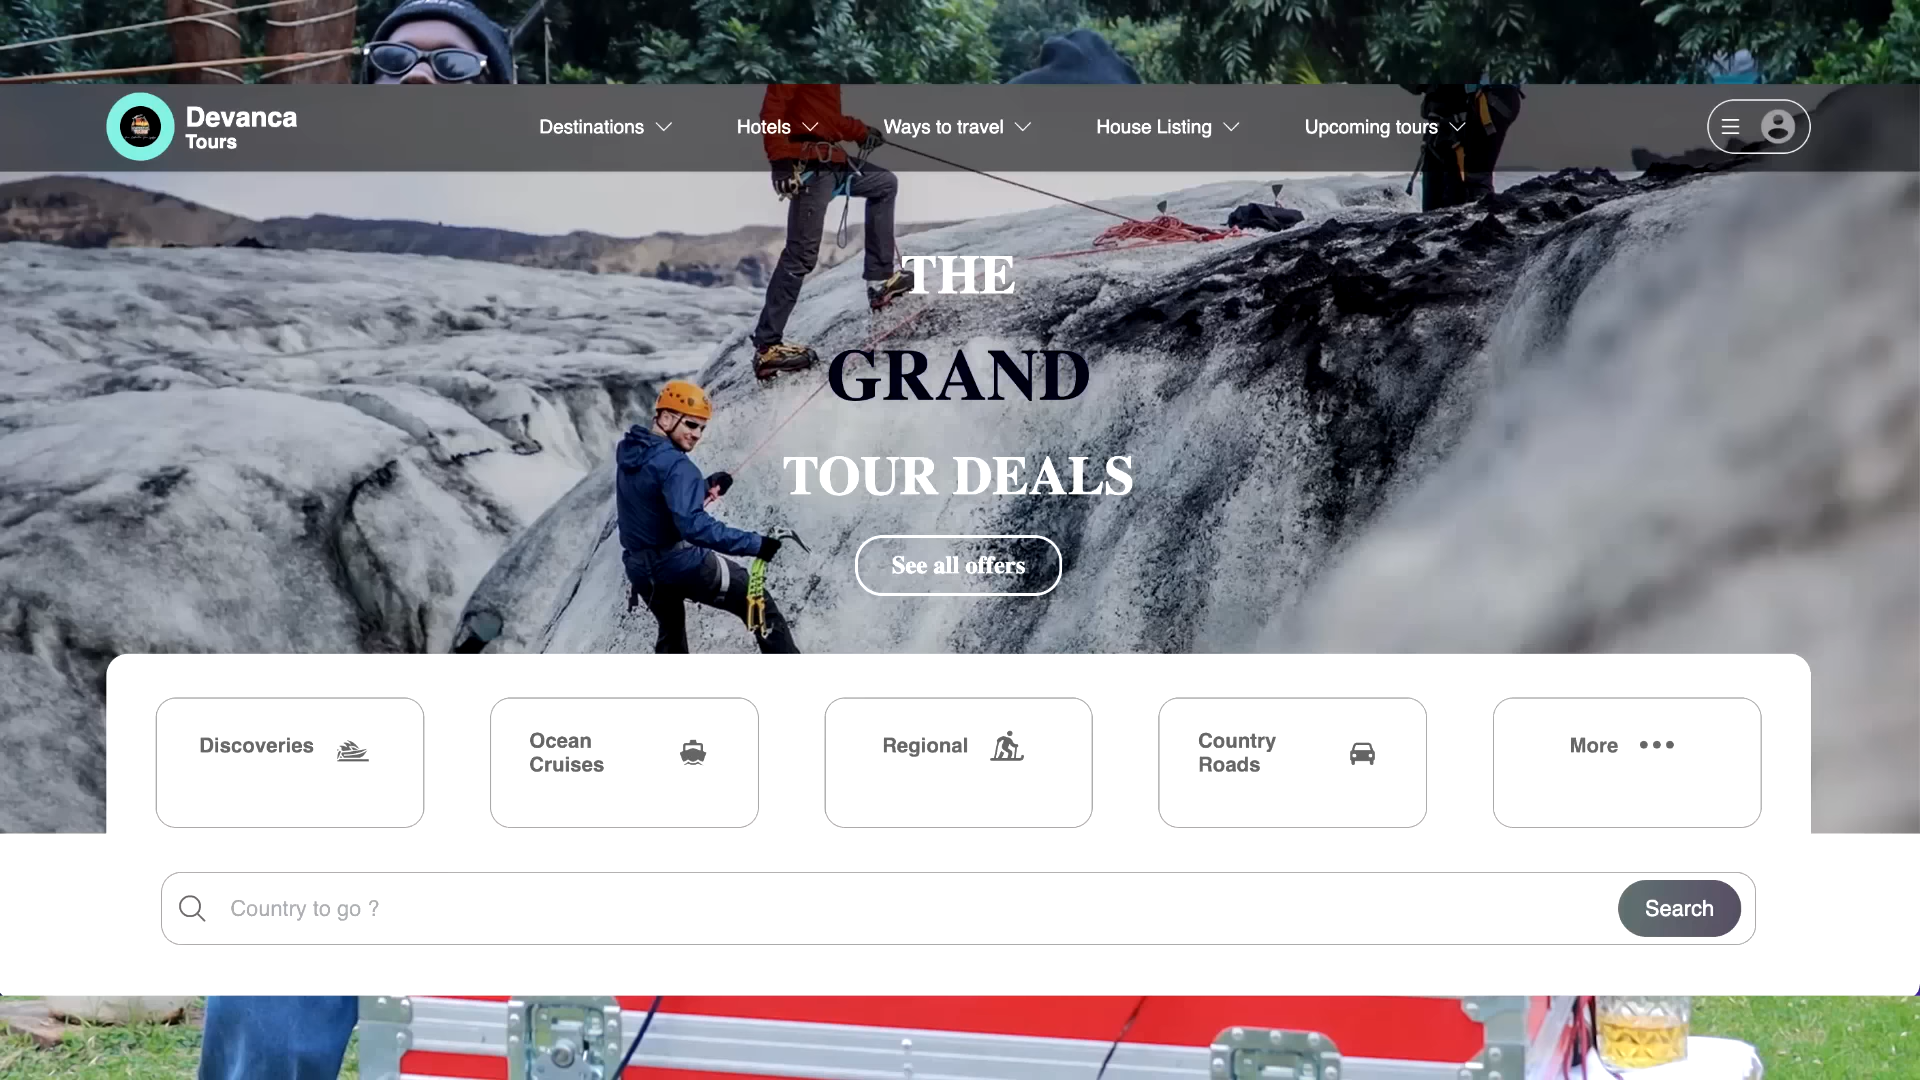 Devanca
Tours
Destinations
Hotels
Ways to travel
House Listing
Upcoming tours
THE
GRAND
TOUR DEALS
See all offers
Discoveries
Ocean
Cruises
Regional
Country
Roads
More
Country to go ?
Search